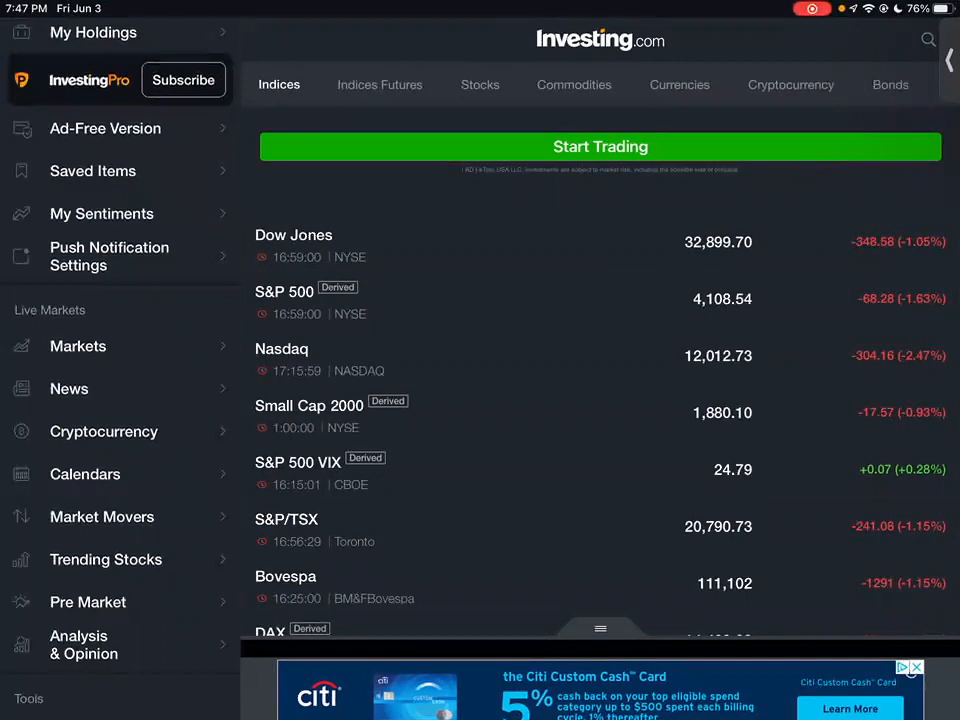 7:47 PM Fri Jun 3
76%
My Holdings
InvestingPro Subscribe
Ad-Free Version
Saved Items
My Sentiments
Push Notification
Settings
Live Markets
Markets
News
Cryptocurrency
Calendars
Market Movers
Trending Stocks
Pre Market
Analysis
& Opinion
Tools
Investing.com
Indices Indices Futures Stocks Commodities Currencies Cryptocurrency Bonds
Start Trading
Dow Jones 32,899.70 -348.58 (-1.05%)
16:59:00 | NYSE
S&P 500 Derived 4,108.54 -68.28 (-1.63%)
16:59:00 | NYSE
Nasdaq 12,012.73 -304.16 (-2.47%)
17:15:59 | NASDAQ
Small Cap 2000 Derived 1,880.10 -17.57 (-0.93%)
1:00:00 | NYSE
S&P 500 VIX Derived 24.79 +0.07 (+0.28%)
16:15:01 | CBOE
S&P/TSX 20,790.73 -241.08 (-1.15%)
16:56:29 | Toronto
Bovespa 111,102 -1291 (-1.15%)
16:25:00 | BM&FBovespa
DAX Derived
citi
the Citi Custom Cash™ Card
5% cash back on your top eligible spend
category up to $500 spent each billing
cycle, 1% thereafter
Citi Custom Cash™ Card
Learn More